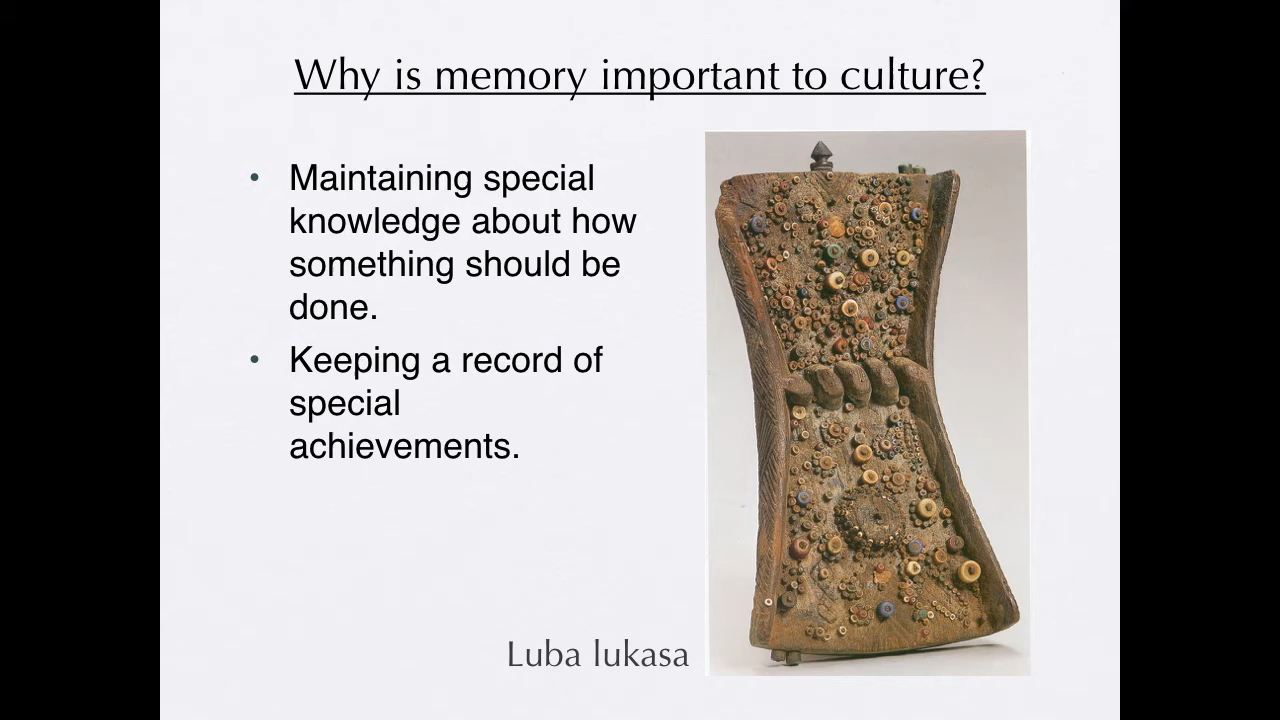 Why is memory important to culture?
• Maintaining special
knowledge about how
something should be
done.
• Keeping a record of
special
achievements.
Luba lukasa